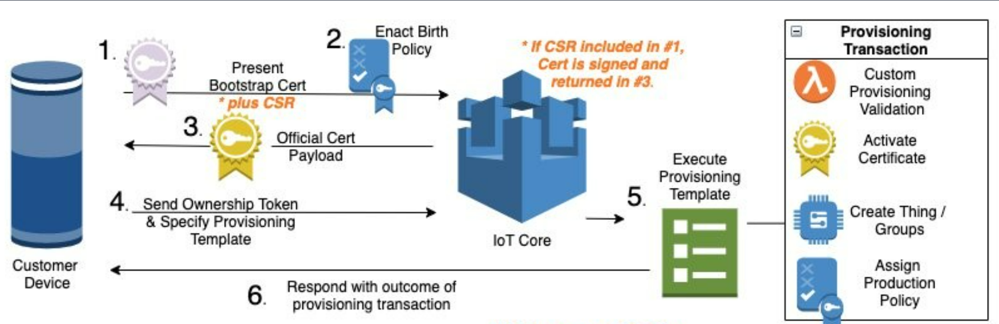 1.
Present
Bootstrap Cert
* plus CSR
2.
Enact Birth
Policy
* If CSR included in #1,
Cert is signed and
returned in #3.
3.
Official Cert
Payload
4.
Send Ownership Token
& Specify Provisioning
Template
IoT Core
5.
Execute
Provisioning
Template
Customer
Device
6.
Respond with outcome of
provisioning transaction
Provisioning
Transaction
λ
Custom
Provisioning
Validation
Activate
Certificate
Create Thing /
Groups
Assign
Production
Policy